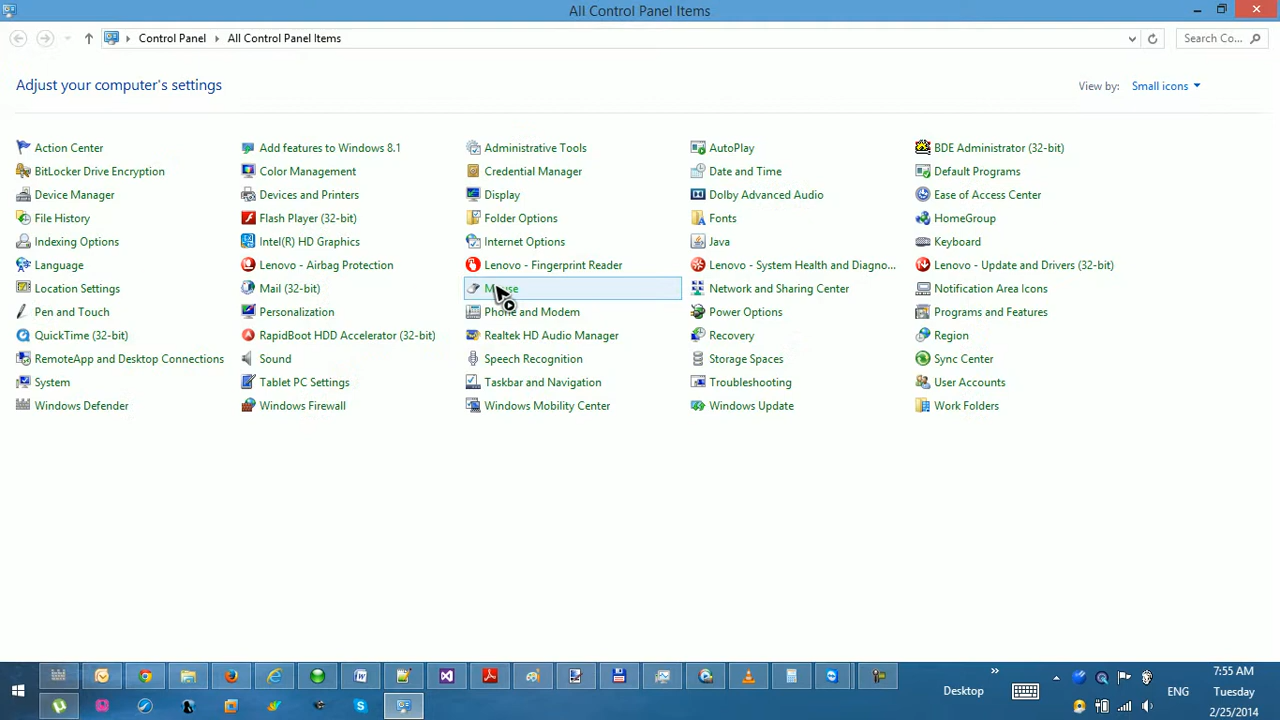 All Control Panel Items
Control Panel All Control Panel Items
Search Co...
Adjust your computer's settings
View by: Small icons
Action Center
Add features to Windows 8.1
Administrative Tools
AutoPlay
BDE Administrator (32-bit)
BitLocker Drive Encryption
Color Management
Credential Manager
Date and Time
Default Programs
Device Manager
Devices and Printers
Display
Dolby Advanced Audio
Ease of Access Center
File History
Flash Player (32-bit)
Folder Options
Fonts
HomeGroup
Indexing Options
Intel(R) HD Graphics
Internet Options
Java
Keyboard
Language
Lenovo - Airbag Protection
Lenovo - Fingerprint Reader
Lenovo - System Health and Diagno...
Lenovo - Update and Drivers (32-bit)
Location Settings
Mail (32-bit)
Mouse
Network and Sharing Center
Notification Area Icons
Pen and Touch
Personalization
Phone and Modem
Power Options
Programs and Features
QuickTime (32-bit)
RapidBoot HDD Accelerator (32-bit)
Realtek HD Audio Manager
Recovery
Region
RemoteApp and Desktop Connections
Sound
Speech Recognition
Storage Spaces
Sync Center
System
Tablet PC Settings
Taskbar and Navigation
Troubleshooting
User Accounts
Windows Defender
Windows Firewall
Windows Mobility Center
Windows Update
Work Folders
Desktop
ENG
7:55 AM
Tuesday
2/25/2014